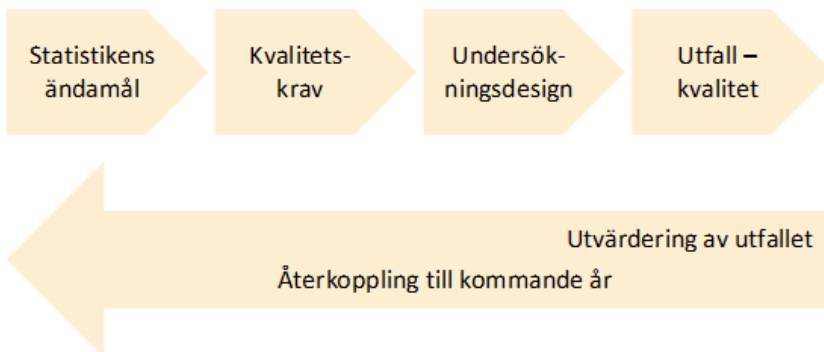 Statistikens
ändamål
Kvalitets-
krav
Undersök-
ningsdesign
Utfall –
kvalitet
Utvärdering av utfallet
Återkoppling till kommande år